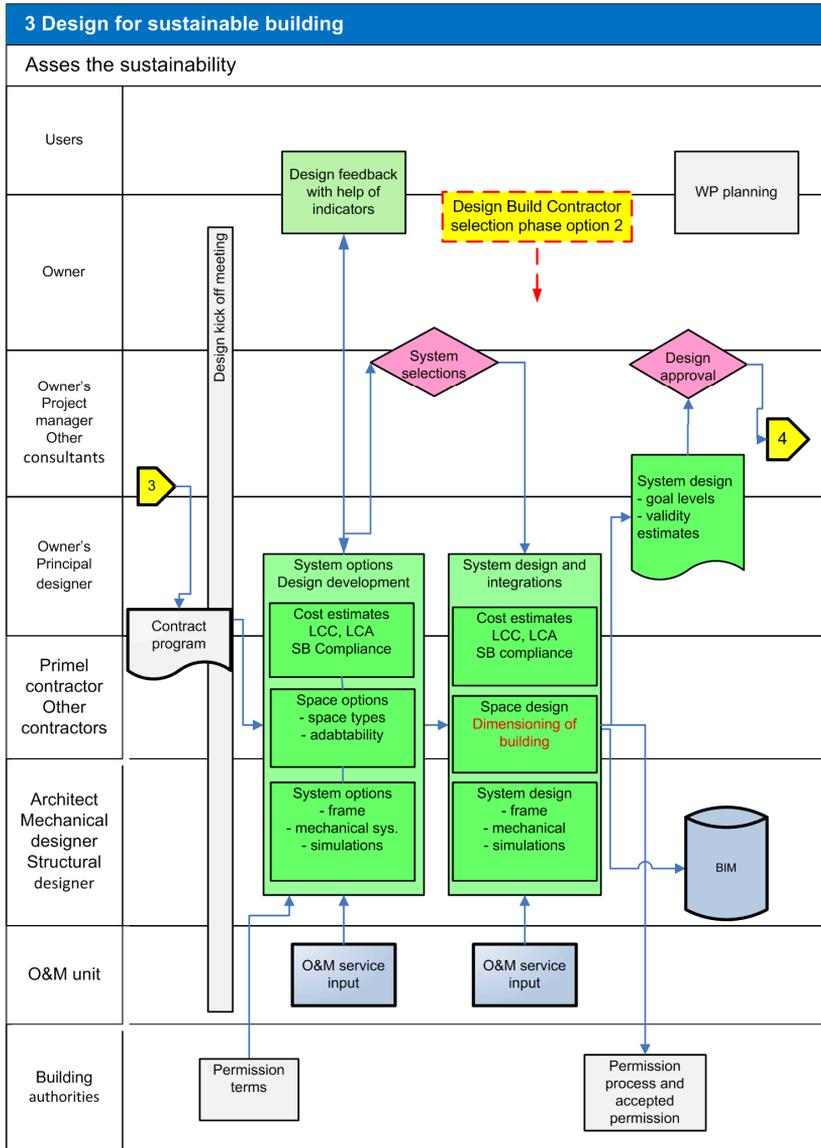 3 Design for sustainable building
Asses the sustainability
Users
Design feedback
with help of
indicators
WP planning
Design Build Contractor
selection phase option 2
Owner
Design kick off meeting
System
selections
Design
approval
Owner's
Project
manager
Other
consultants
4
3
System design
- goal levels
- validity
estimates
Owner's
Principal
designer
System options
Design development
System design and
integrations
Cost estimates
LCC, LCA
SB Compliance
Cost estimates
LCC, LCA
SB compliance
Contract
program
Primel
contractor
Other
contractors
Space options
- space types
- adabtability
Space design
Dimensioning of
building
Architect
Mechanical
designer
Structural
designer
System options
- frame
- mechanical sys.
- simulations
System design
- frame
- mechanical
- simulations
BIM
O&M unit
O&M service
input
O&M service
input
Building
authorities
Permission
terms
Permission
process and
accepted
permission